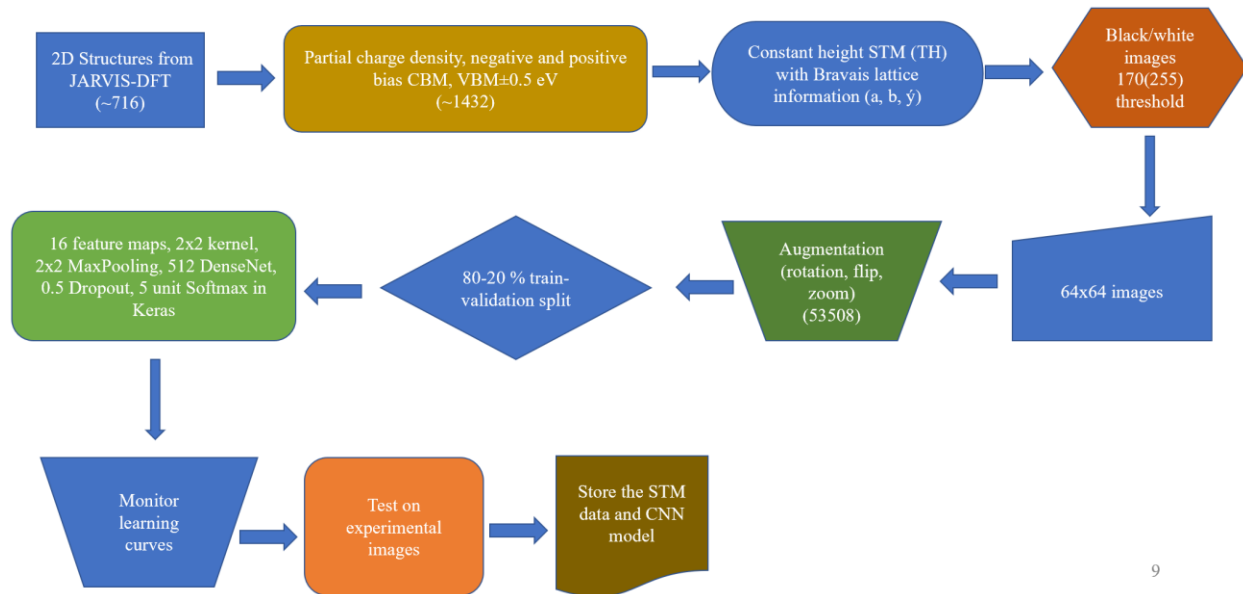 2D Structures from
JARVIS-DFT
(~716)
Partial charge density, negative and positive
bias CBM, VBM±0.5 eV
(~1432)
Constant height STM (TH)
with Bravais lattice
information (a, b, ý)
Black/white
images
170(255)
threshold
64x64 images
Augmentation
(rotation, flip,
zoom)
(53508)
80-20 % train-
validation split
16 feature maps, 2x2 kernel,
2x2 MaxPooling, 512 DenseNet,
0.5 Dropout, 5 unit Softmax in
Keras
Monitor
learning
curves
Test on
experimental
images
Store the STM
data and CNN
model
9